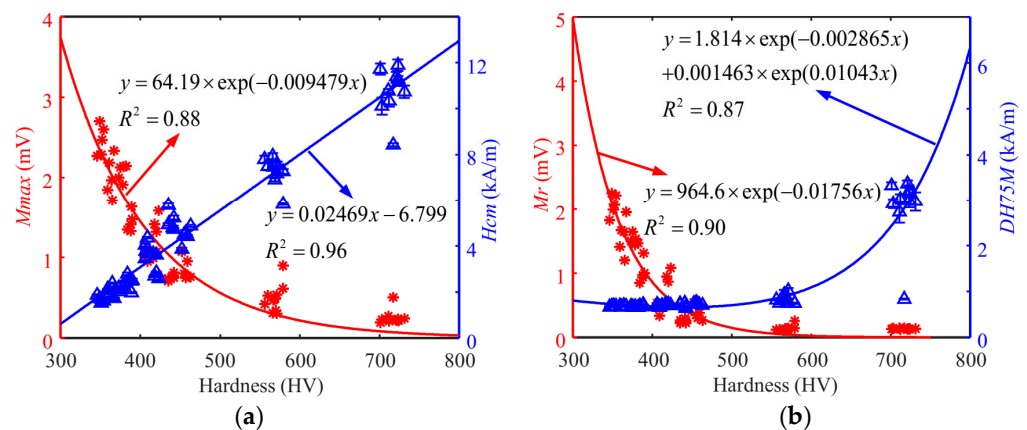 4
3
2
1
0
Mmax (mV)
y = 64.19×exp(−0.009479x)
R² = 0.88
y = 0.02469x − 6.799
R² = 0.96
12
8
4
0
Hcm (kA/m)
300 400 500 600 700 800
Hardness (HV)
(a)
5
4
3
2
1
0
Mr (mV)
y = 1.814×exp(−0.002865x)
+0.001463×exp(0.01043x)
R² = 0.87
y = 964.6×exp(−0.01756x)
R² = 0.90
6
4
2
0
DH75M (kA/m)
300 400 500 600 700 800
Hardness (HV)
(b)